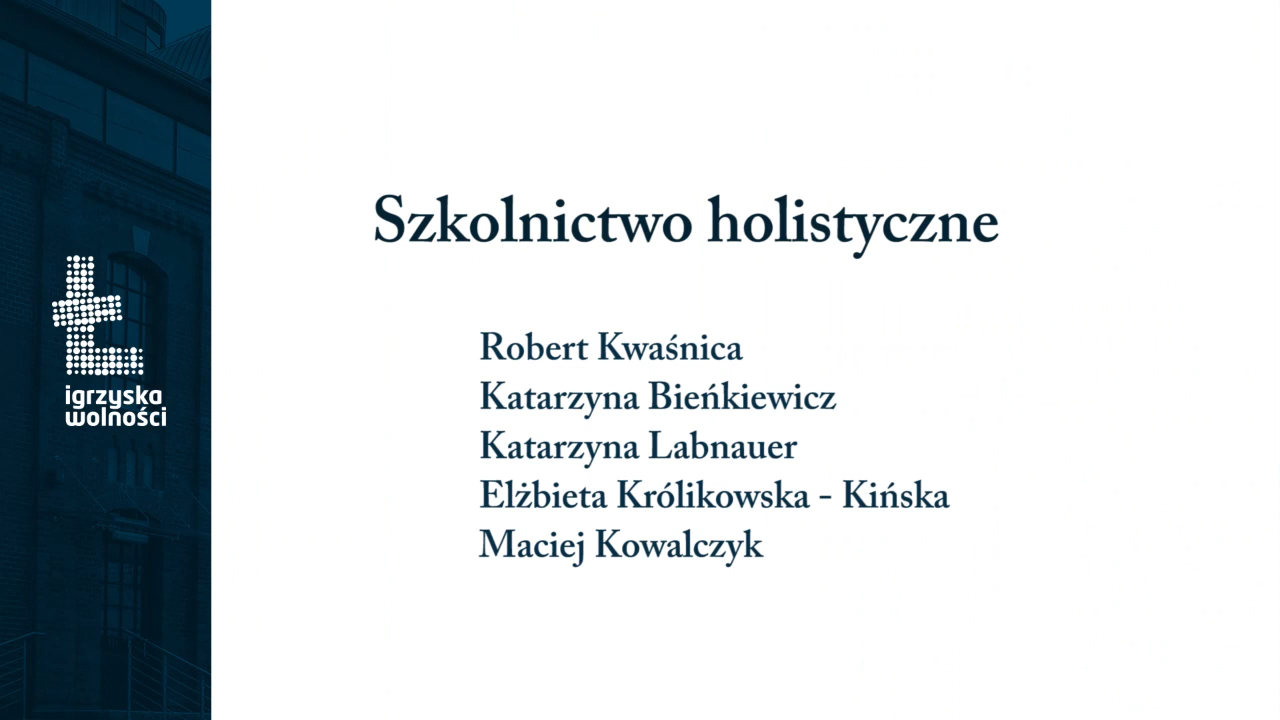 Szkolnictwo holistyczne
Robert Kwaśnica
Katarzyna Bieńkiewicz
Katarzyna Labnauer
Elżbieta Królikowska - Kińska
Maciej Kowalczyk
Ł
igrzyska
wolności